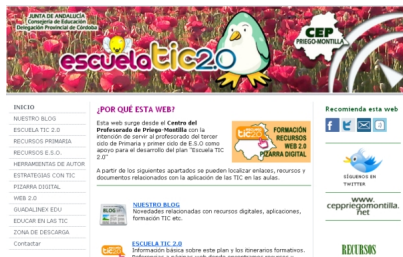 JUNTA DE ANDALUCÍA
Consejería de Educación
Delegación Provincial de Córdoba
escuela tic 2.0
CEP
PRIEGO-MONTILLA
INICIO
NUESTRO BLOG
ESCUELA TIC 2.0
RECURSOS PRIMARIA
RECURSOS E.S.O.
HERRAMIENTAS DE AUTOR
ESTRATEGIAS CON TIC
PIZARRA DIGITAL
WEB 2.0
GUADALINEX EDU
EDUCAR EN LAS TIC
ZONA DE DESCARGA
Contactar
¿POR QUÉ ESTA WEB?
Esta web surge desde el Centro del
Profesorado de Priego-Montilla con la
intención de servir al profesorado del tercer
ciclo de Primaria y primer ciclo de E.S.O como
apoyo para el desarrollo del plan "Escuela TIC
2.0"
FORMACIÓN
RECURSOS
WEB 2.0
PIZARRA DIGITAL
A partir de los siguientes apartados se pueden localizar enlaces, recursos y
documentos relacionados con la aplicación de las TIC en las aulas.
BLOG
NUESTRO BLOG
Novedades relacionadas con recursos digitales, aplicaciones,
formación TIC etc.
ESCUELA TIC 2.0
Información básica sobre este plan y los itinerarios formativos.
Recomienda esta web
SÍGUENOS EN
TWITTER
www.
ceppriegomontilla.
net
RECURSOS